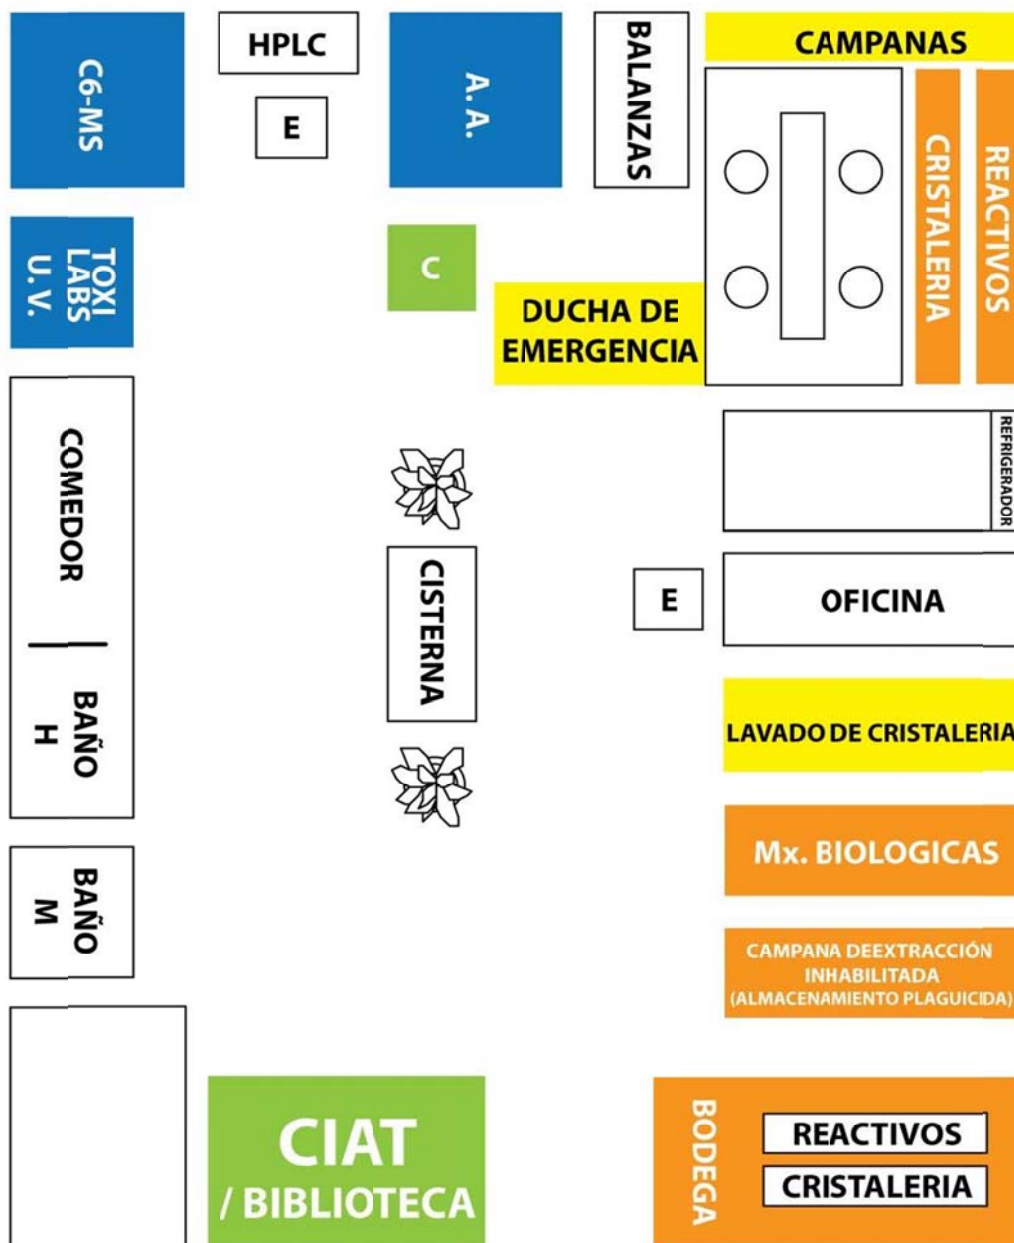 C6-MS
HPLC
E
A. A.
BALANZAS
CAMPANAS
CRISTALERIA
REACTIVOS
TOXI
LABS
U. V.
C
DUCHA DE
EMERGENCIA
REFRIGERADOR
COMEDOR
CISTERNA
E
OFICINA
BAÑO
H
LAVADO DE CRISTALERIA
Mx. BIOLOGICAS
BAÑO
M
CAMPANA DEEXTRACCIÓN
INHABILITADA
(ALMACENAMIENTO PLAGUICIDA)
CIAT
/ BIBLIOTECA
BODEGA
REACTIVOS
CRISTALERIA